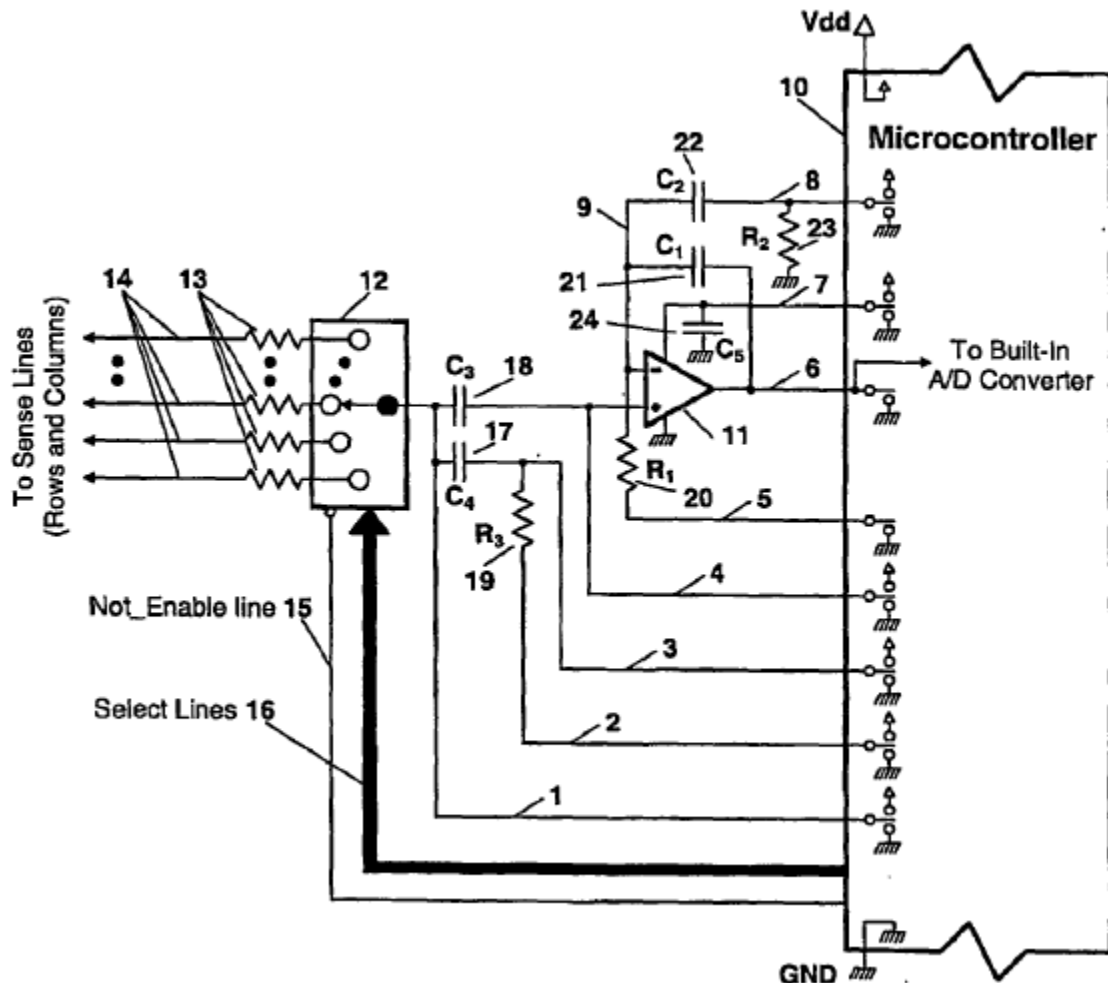 Vdd
10
Microcontroller
22
C2
8
9
R2
23
C1
21
7
14
13
12
24
C5
To Built-In
A/D Converter
To Sense Lines
(Rows and Columns)
C3
18
6
17
11
C4
R1
20
5
R3
19
4
Not_Enable line 15
3
Select Lines 16
2
1
GND